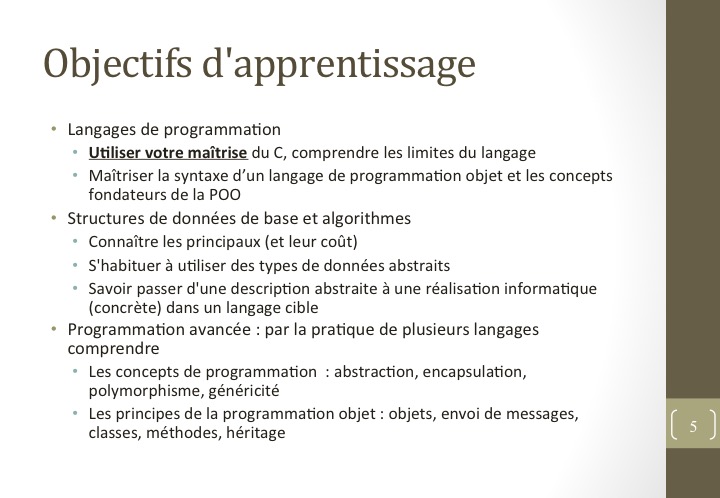 Objectifs d'apprentissage
• Langages de programmation
• Utiliser votre maîtrise du C, comprendre les limites du langage
• Maîtriser la syntaxe d’un langage de programmation objet et les concepts
fondateurs de la POO
• Structures de données de base et algorithmes
• Connaître les principaux (et leur coût)
• S'habituer à utiliser des types de données abstraits
• Savoir passer d'une description abstraite à une réalisation informatique
(concrète) dans un langage cible
• Programmation avancée : par la pratique de plusieurs langages
comprendre
• Les concepts de programmation  : abstraction, encapsulation,
polymorphisme, généricité
• Les principes de la programmation objet : objets, envoi de messages,
classes, méthodes, héritage
5